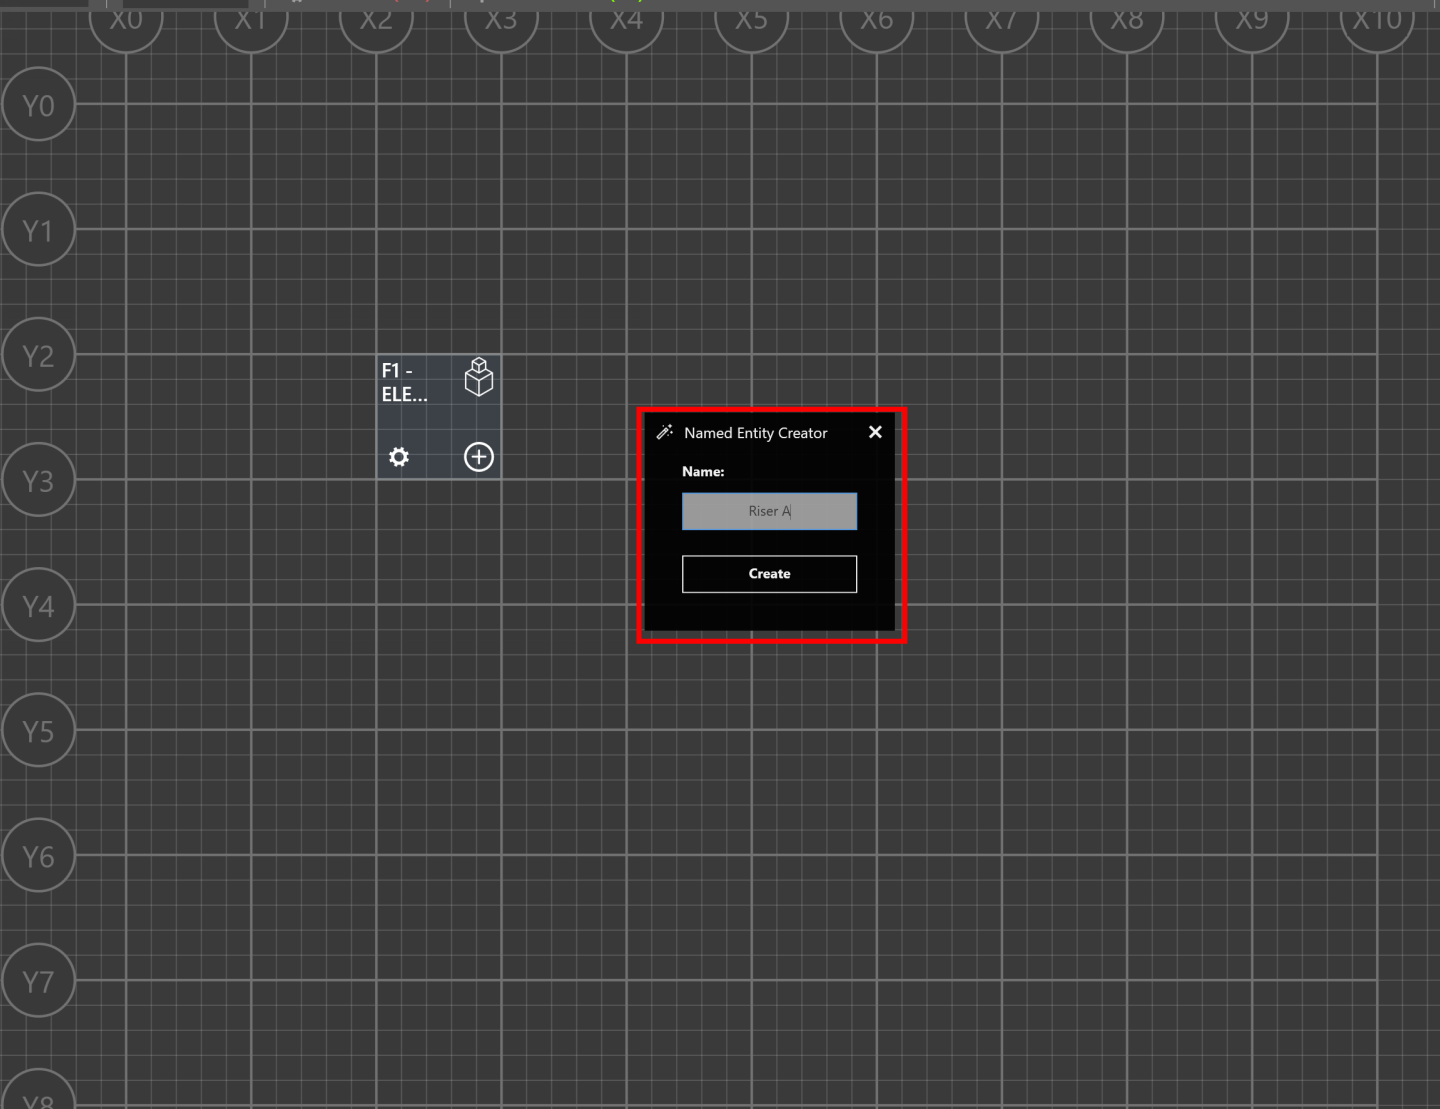 X0 X1 X2 X3 X4 X5 X6 X7 X8 X9 X10
Y0
Y1
Y2
F1 -
ELE...
Named Entity Creator
Name:
Y3
Riser A
Create
Y4
Y5
Y6
Y7
Y8